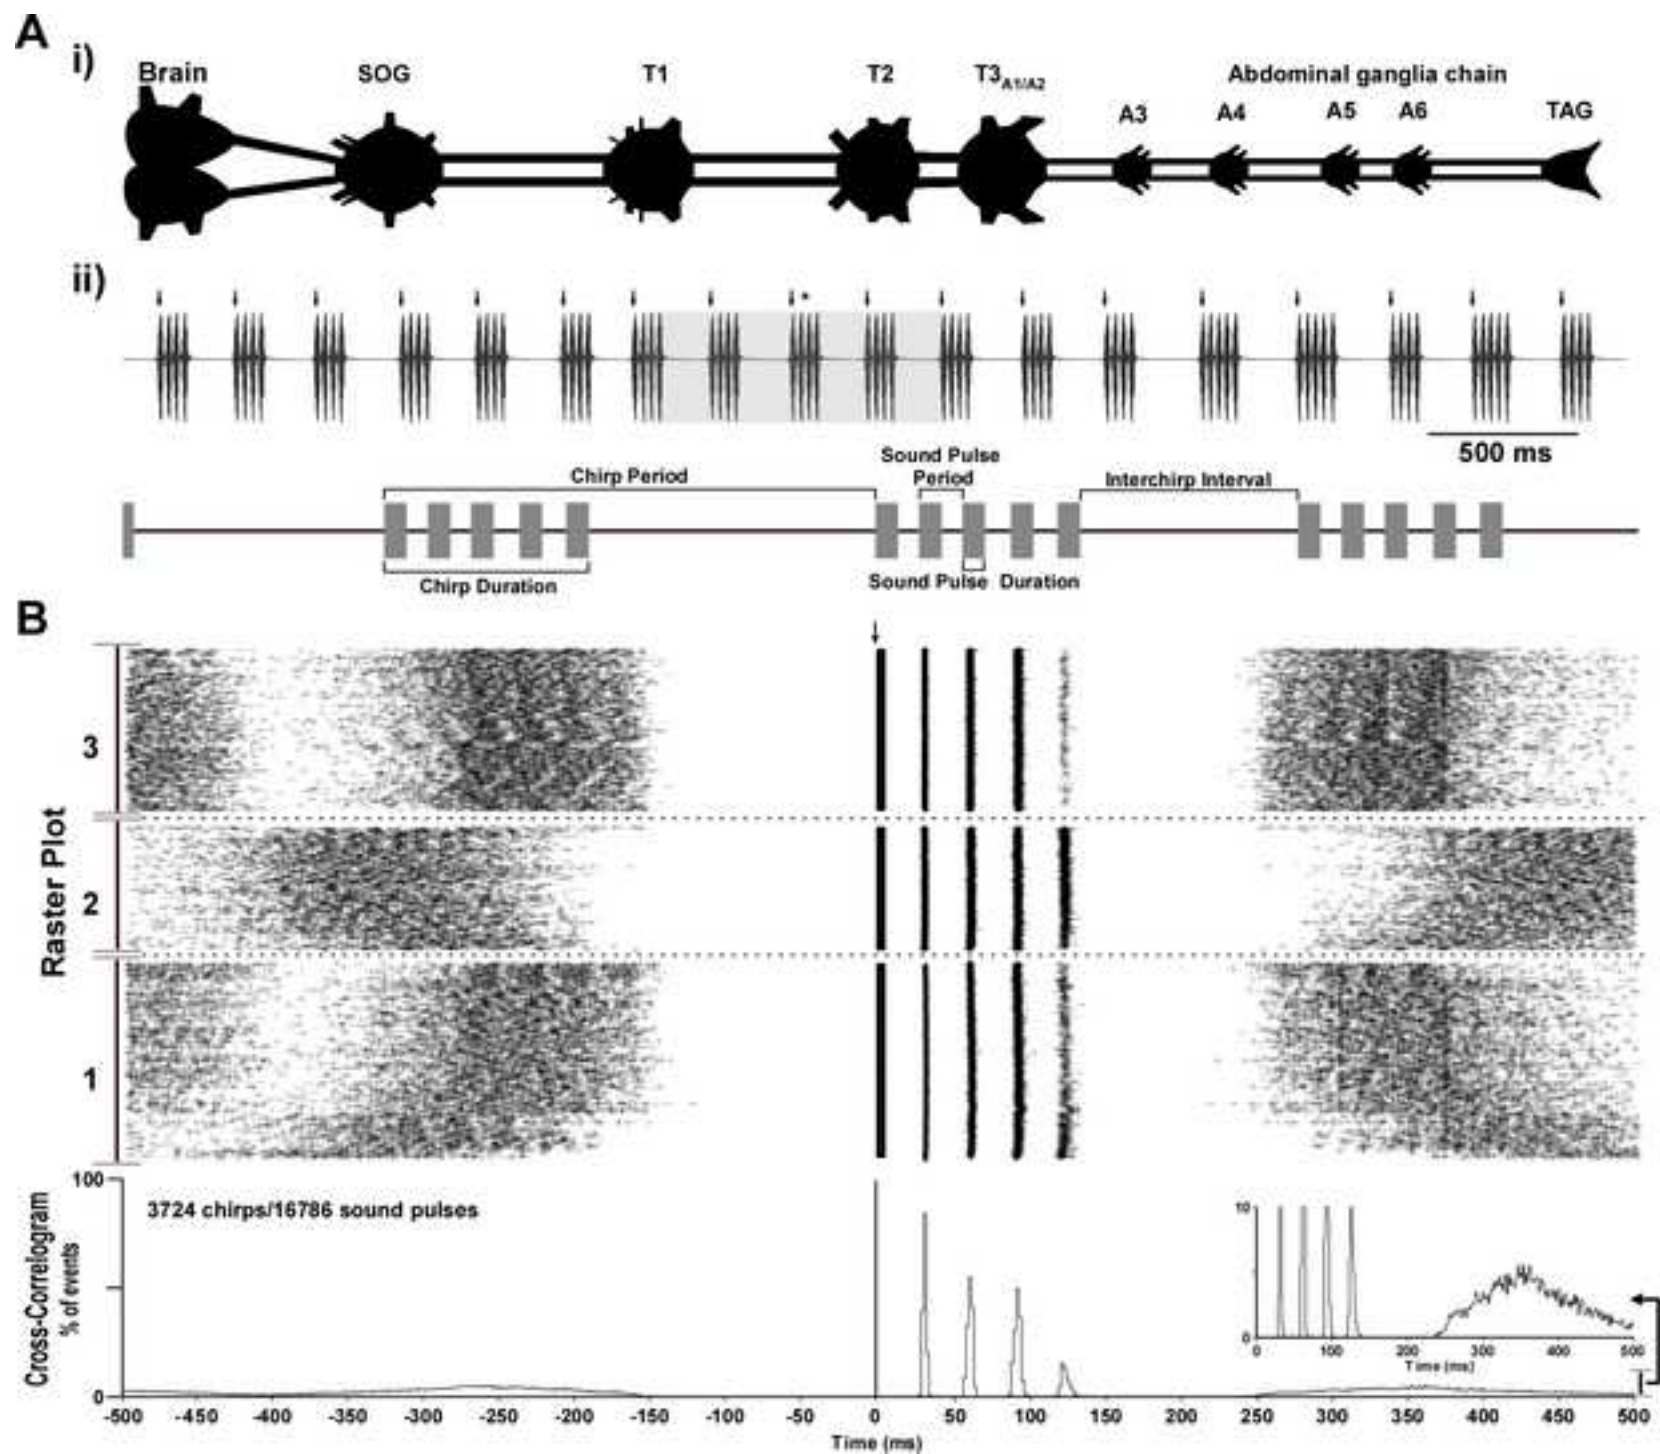 A
i)
Brain SOG T1 T2 T3A1/A2 Abdominal ganglia chain
A3 A4 A5 A6 TAG
ii)
*
500 ms
Sound Pulse
Period
Chirp Period
Interchirp Interval
Chirp Duration
Sound Pulse Duration
B
Raster Plot
3
2
1
Cross-Correlogram
% of events
100
0
3724 chirps/16786 sound pulses
10
0
0 100 200 300 400 500
Time (ms)
-500 -450 -400 -350 -300 -250 -200 -150 -100 -50 0 50 100 150 200 250 300 350 400 450 500
Time (ms)